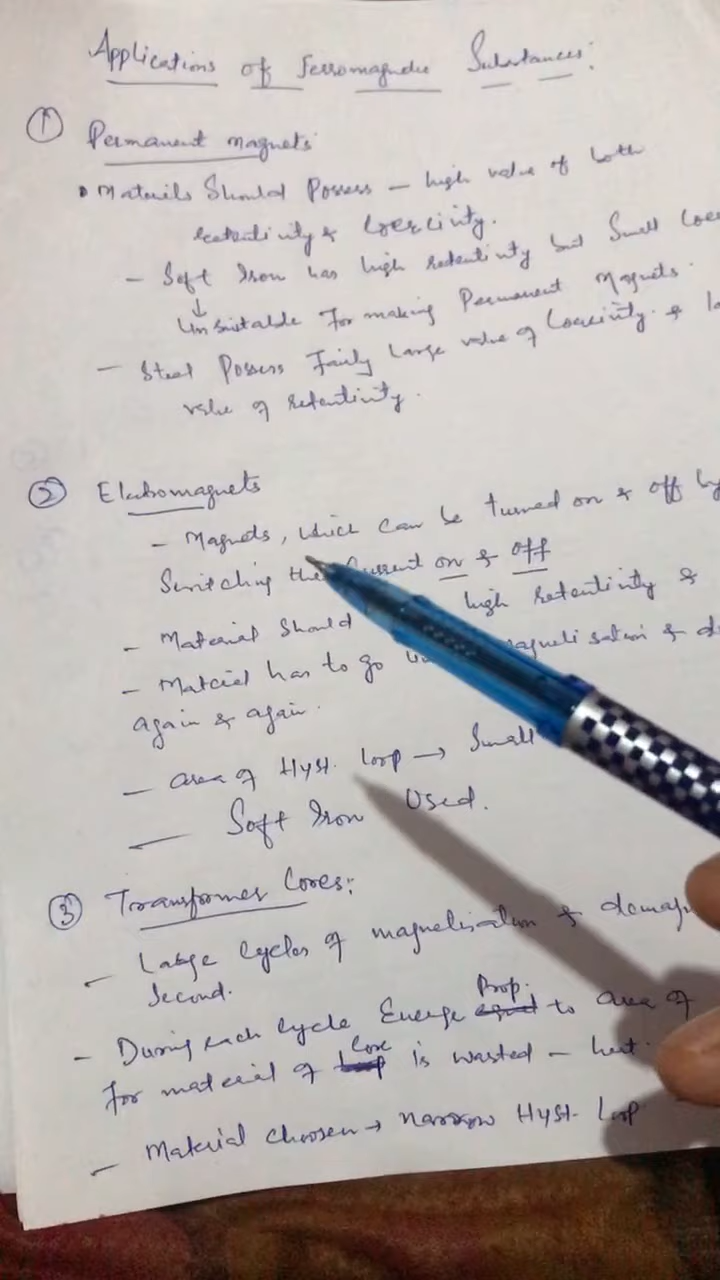 Applications of Ferromagnetic Substances:
① Permanent magnets
• Materials Should Possess – high value of both
retentivity & Coercivity.
– Soft Iron has high retentivity but Small Coe
↓
Unsuitable For making Permanent Magnets.
– Steel Possess Fairly Large value of Coercivity &
value of retentivity.
② Electromagnets
– Magnets, which can be turned on & off by
Switching the Current on & off
– Material Should high retentivity &
– Material has to go magnetisation & d
again & again.
– area of Hyst. loop → Small
– Soft Iron Used.
③ Transformer Cores:
– Large Cycles of magnetisation & demag
Second.
– During each Cycle Energy Prop. to area of
for material of Core is wasted – heat.
– Material choosen → narrow Hyst. Loop